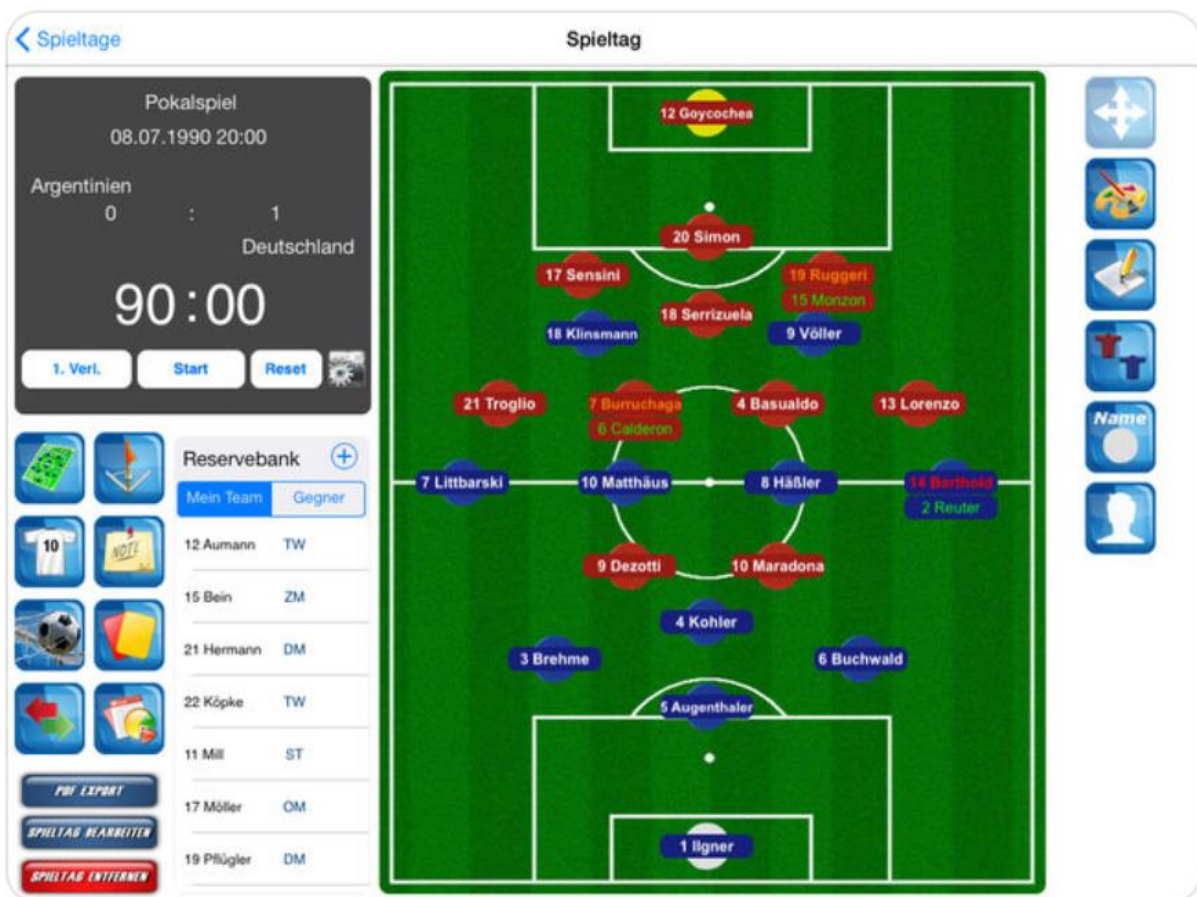 Spieltage
Spieltag
Pokalspiel
08.07.1990 20:00
Argentinien
0 : 1
Deutschland
90:00
1. Verl. Start Reset
Reservebank
Mein Team Gegner
12 Aumann TW
15 Bein ZM
21 Hermann DM
22 Köpke TW
11 Mill ST
17 Möller OM
19 Pflügler DM
10
NOTE
PDF EXPORT
SPIELTAG BEARBEITEN
SPIELTAG ENTFERNEN
12 Goycochea
20 Simon
17 Sensini
19 Ruggeri
15 Monzon
18 Serrizuela
18 Klinsmann
9 Völler
21 Troglio
7 Burruchaga
6 Calderon
4 Basualdo
13 Lorenzo
7 Littbarski
10 Matthäus
8 Häßler
14 Berthold
2 Reuter
9 Dezotti
10 Maradona
4 Kohler
3 Brehme
6 Buchwald
5 Augenthaler
1 Ilgner
Name